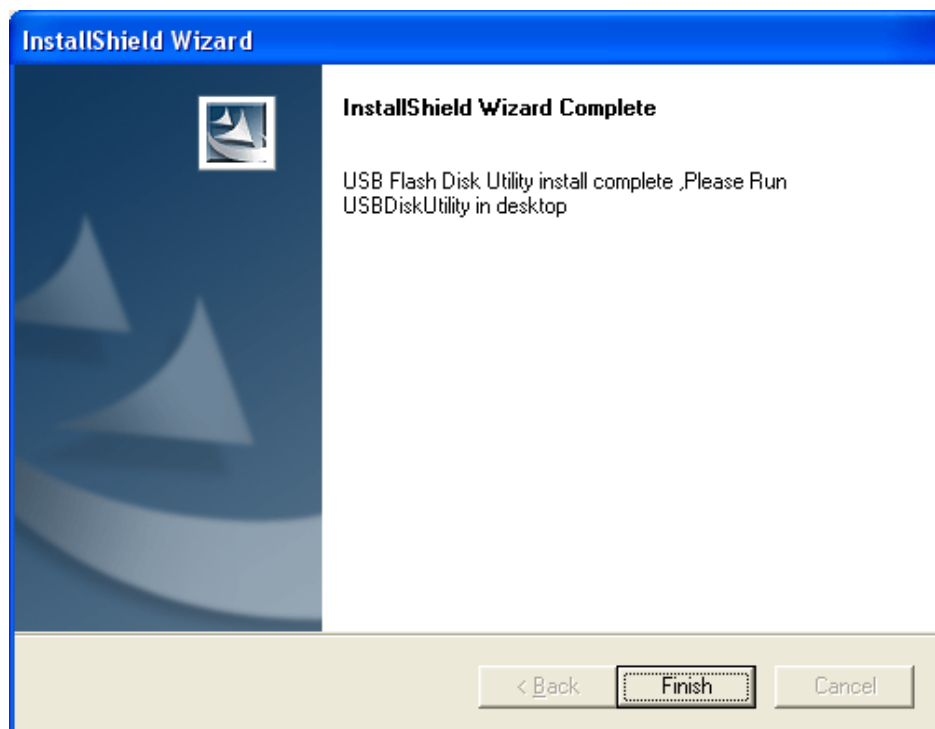 InstallShield Wizard
InstallShield Wizard Complete
USB Flash Disk Utility install complete ,Please Run
USBDiskUtility in desktop
< Back
Finish
Cancel